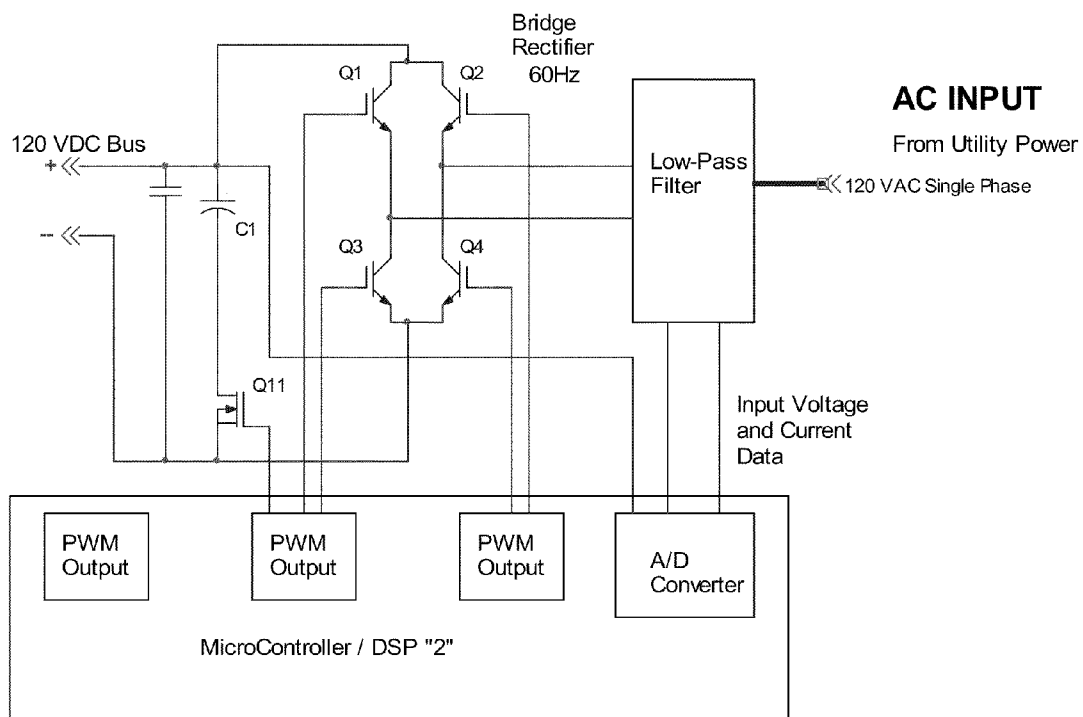 Bridge
Rectifier
60Hz
Q1
Q2
AC INPUT
From Utility Power
120 VDC Bus
+
Low-Pass
Filter
120 VAC Single Phase
C1
--
Q3
Q4
Q11
Input Voltage
and Current
Data
PWM
Output
PWM
Output
PWM
Output
A/D
Converter
MicroController / DSP "2"